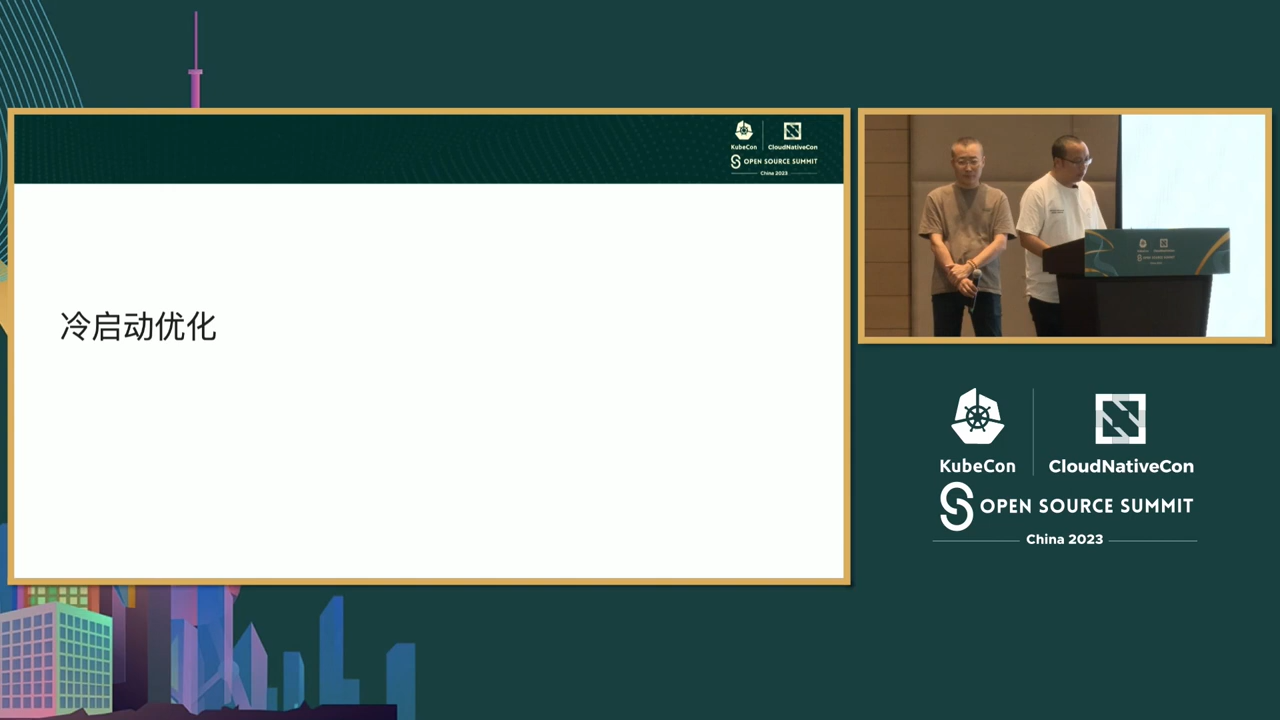 KubeCon
CloudNativeCon
OPEN SOURCE SUMMIT
China 2023
冷启动优化
KubeCon
CloudNativeCon
OPEN SOURCE SUMMIT
China 2023